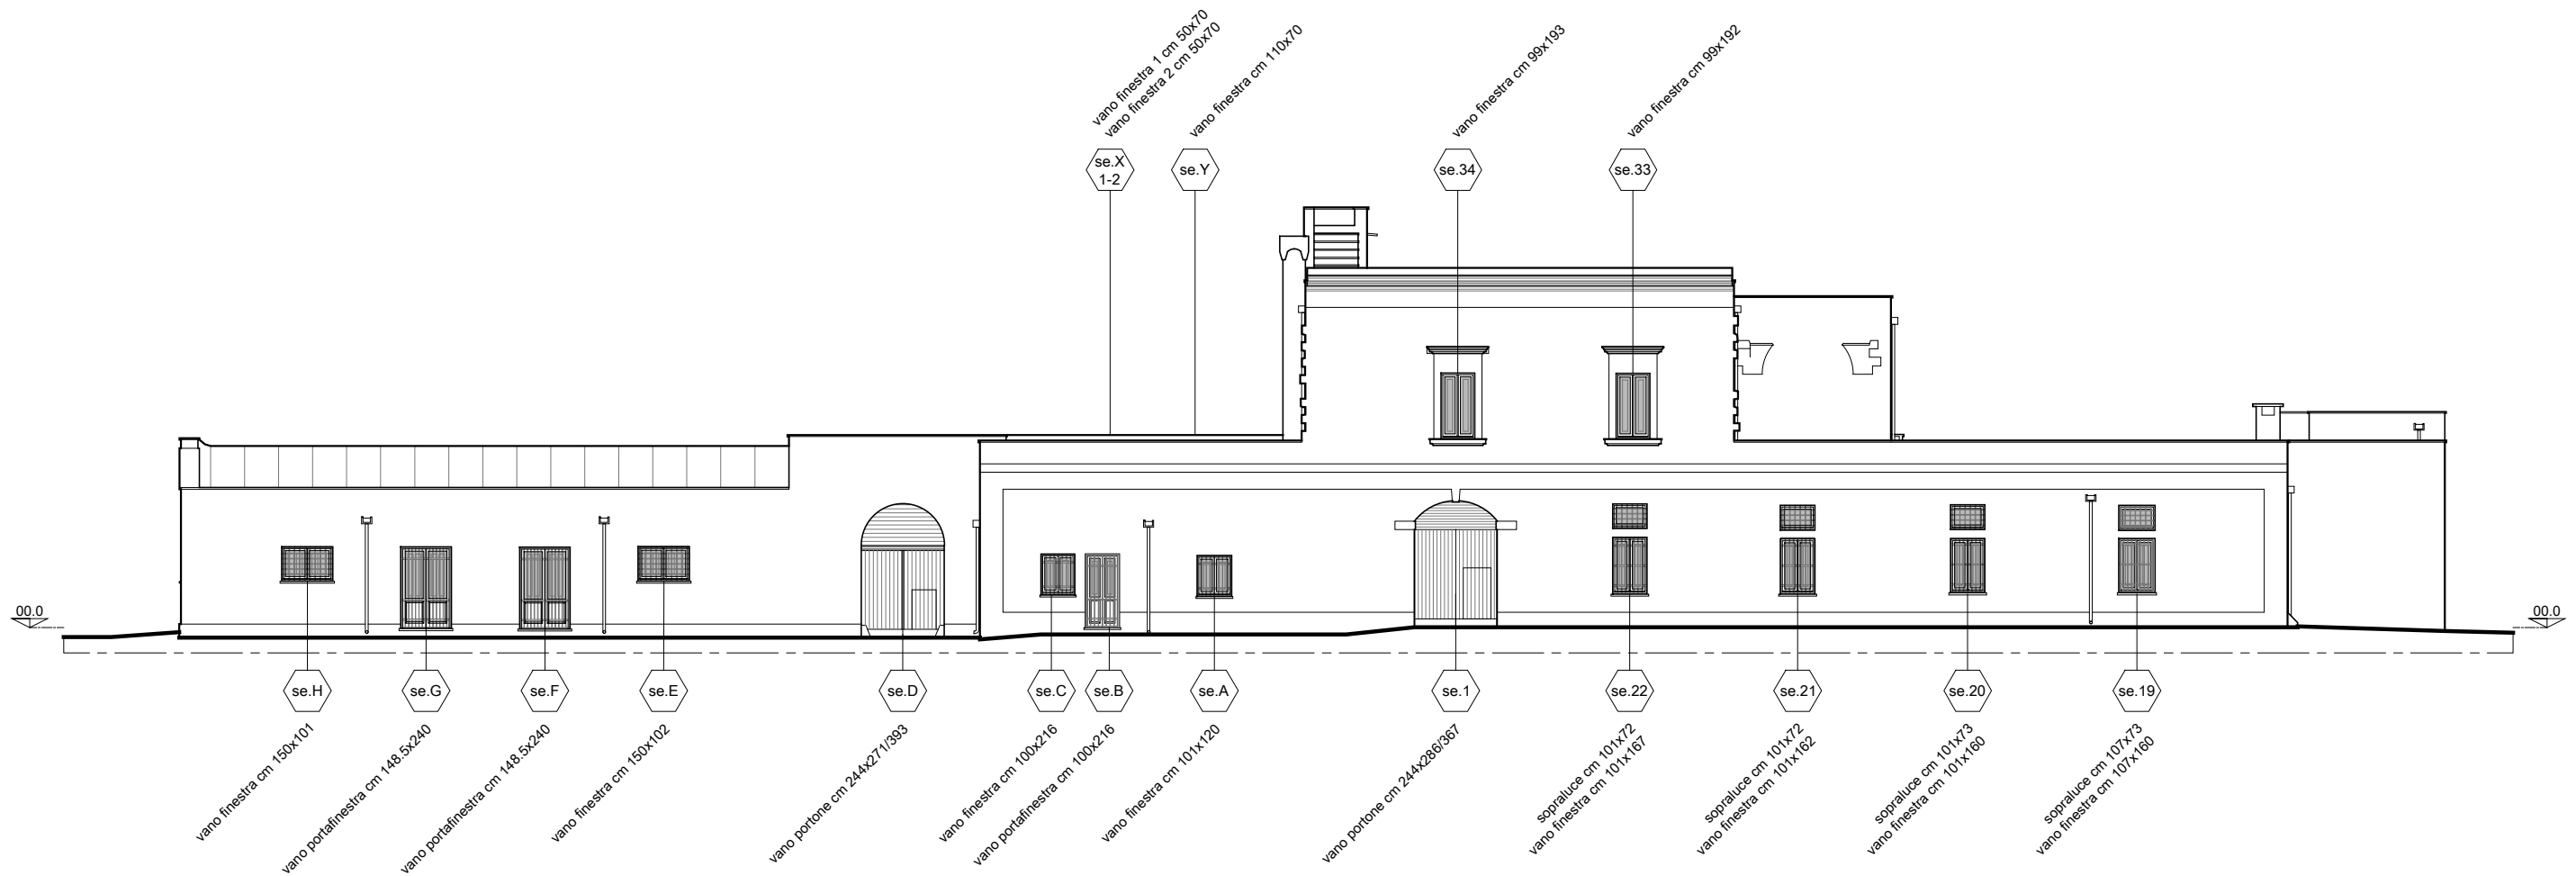 vano finestra 1 cm 50x70
vano finestra 2 cm 50x70
vano finestra cm 110x70
vano finestra cm 99x193
vano finestra cm 99x192
se.X
1-2
se.Y
se.34
se.33
00.0
00.0
se.H
se.G
se.F
se.E
se.D
se.C
se.B
se.A
se.1
se.22
se.21
se.20
se.19
vano finestra cm 150x101
vano portafinestra cm 148.5x240
vano portafinestra cm 148.5x240
vano finestra cm 150x102
vano portone cm 244x271/393
vano finestra cm 100x216
vano portafinestra cm 100x216
vano finestra cm 101x120
vano portone cm 244x286/367
sopraluce cm 101x72
vano finestra cm 101x167
sopraluce cm 101x72
vano finestra cm 101x162
sopraluce cm 101x73
vano finestra cm 101x160
sopraluce cm 107x73
vano finestra cm 107x160